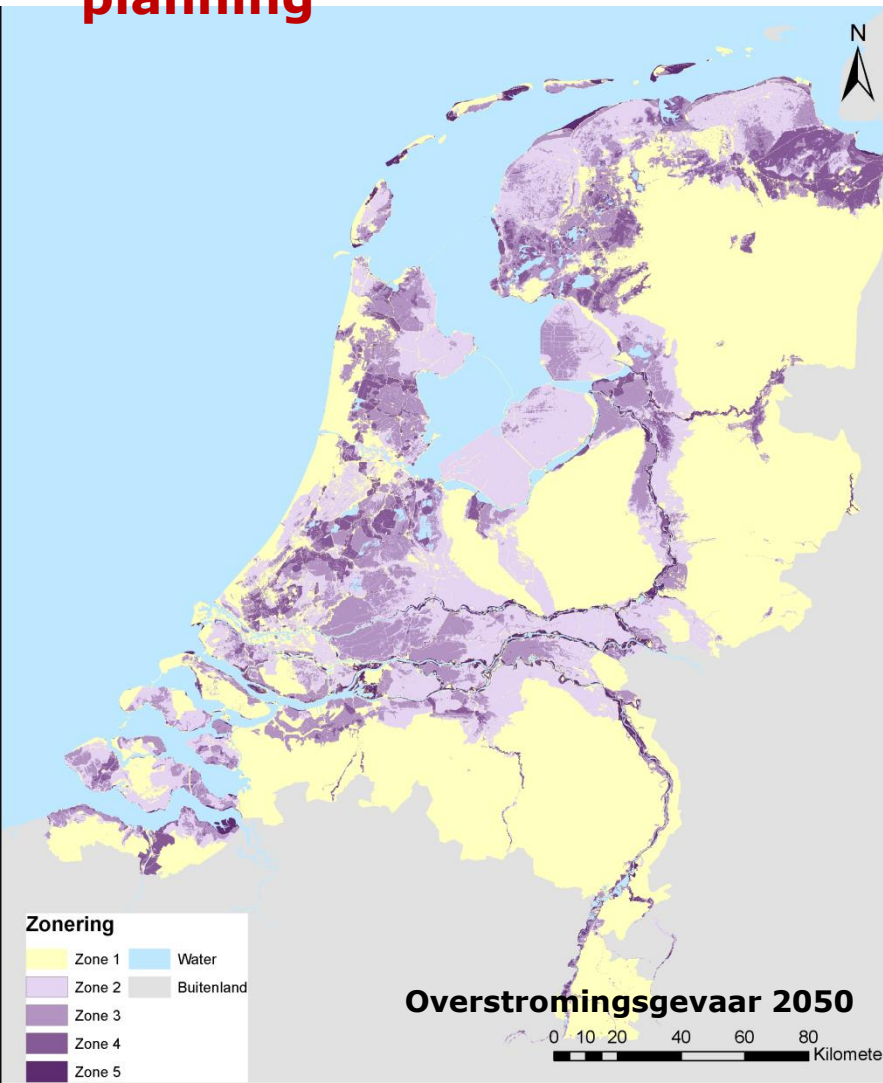 planning
N
Zonering
Zone 1
Water
Zone 2
Buitenland
Zone 3
Zone 4
Zone 5
Overstromingsgevaar 2050
0 10 20 40 60 80
Kilomete